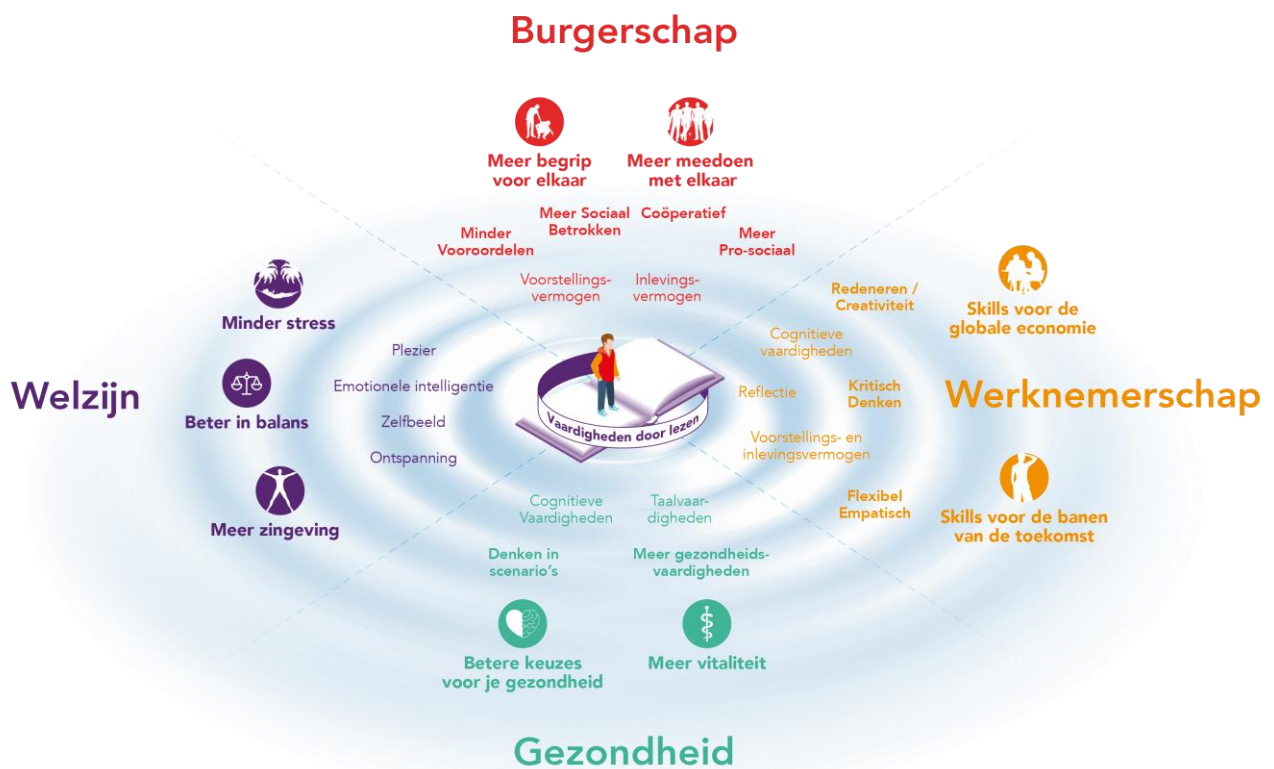 Burgerschap
Meer begrip
voor elkaar
Meer meedoen
met elkaar
Meer Sociaal
Betrokken
Coöperatief
Minder
Vooroordelen
Meer
Pro-sociaal
Voorstellings-
vermogen
Inlevings-
vermogen
Welzijn
Minder stress
Beter in balans
Meer zingeving
Plezier
Emotionele intelligentie
Zelfbeeld
Ontspanning
Vaardigheden door lezen
Redeneren /
Creativiteit
Cognitieve
vaardigheden
Reflectie
Kritisch
Denken
Voorstellings- en
inlevingsvermogen
Flexibel
Empatisch
Skills voor de
globale economie
Werknemerschap
Skills voor de banen
van de toekomst
Cognitieve
Vaardigheden
Taalvaar-
digheden
Denken in
scenario's
Meer gezondheids-
vaardigheden
Betere keuzes
voor je gezondheid
Meer vitaliteit
Gezondheid